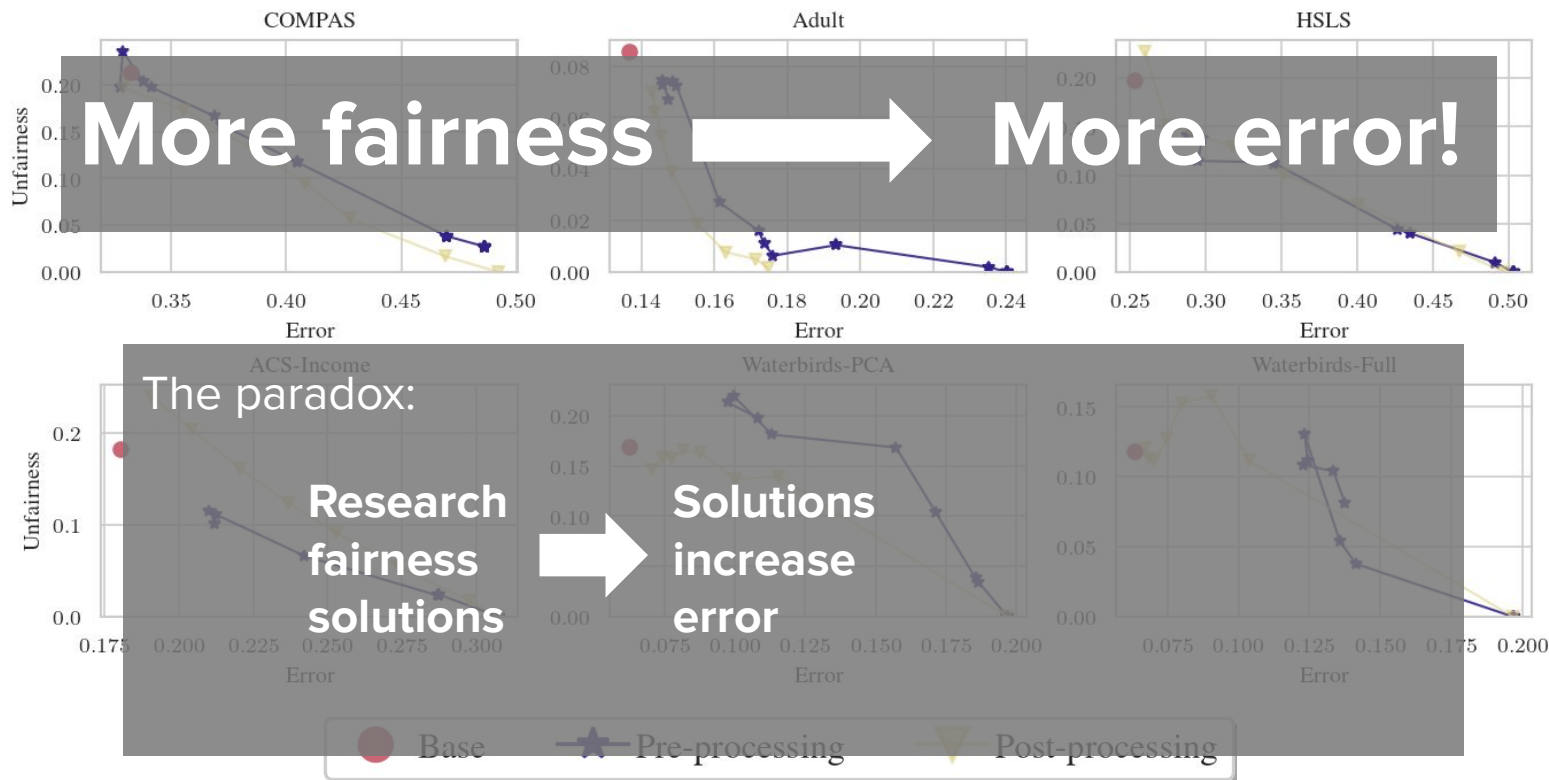 COMPAS Adult HSLS
0.20 0.08 0.20
More fairness More error!
0.15 0.06
0.10 0.04 0.10
0.05 0.02 0.05
0.00 0.00 0.00
Unfairness
0.35 0.40 0.45 0.50 0.14 0.16 0.18 0.20 0.22 0.24 0.25 0.30 0.35 0.40 0.45 0.50
Error Error Error
ACS-Income Waterbirds-PCA Waterbirds-Full
The paradox:
0.2 0.20 0.15
0.15 0.10
Research Solutions
0.1 0.10
fairness increase
0.05
solutions error
0.0 0.00 0.00
Unfairness
0.175 0.200 0.225 0.250 0.275 0.300 0.075 0.100 0.125 0.150 0.175 0.200 0.075 0.100 0.125 0.150 0.175 0.200
Error Error Error
Base Pre-processing Post-processing